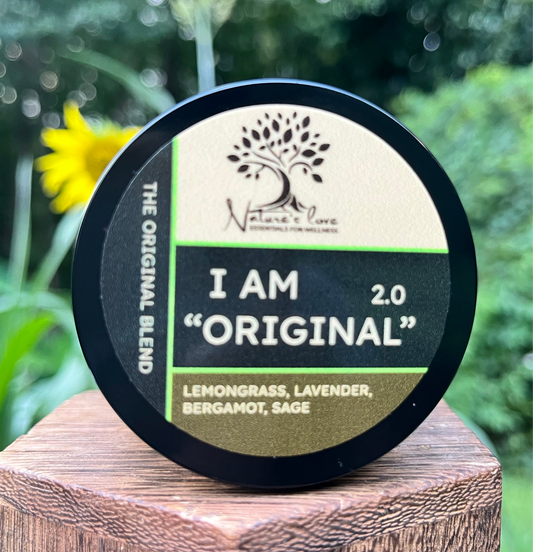 Nature's love
ESSENTIALS FOR WELLNESS
THE ORIGINAL BLEND
I AM 2.0
“ORIGINAL”
LEMONGRASS, LAVENDER,
BERGAMOT, SAGE